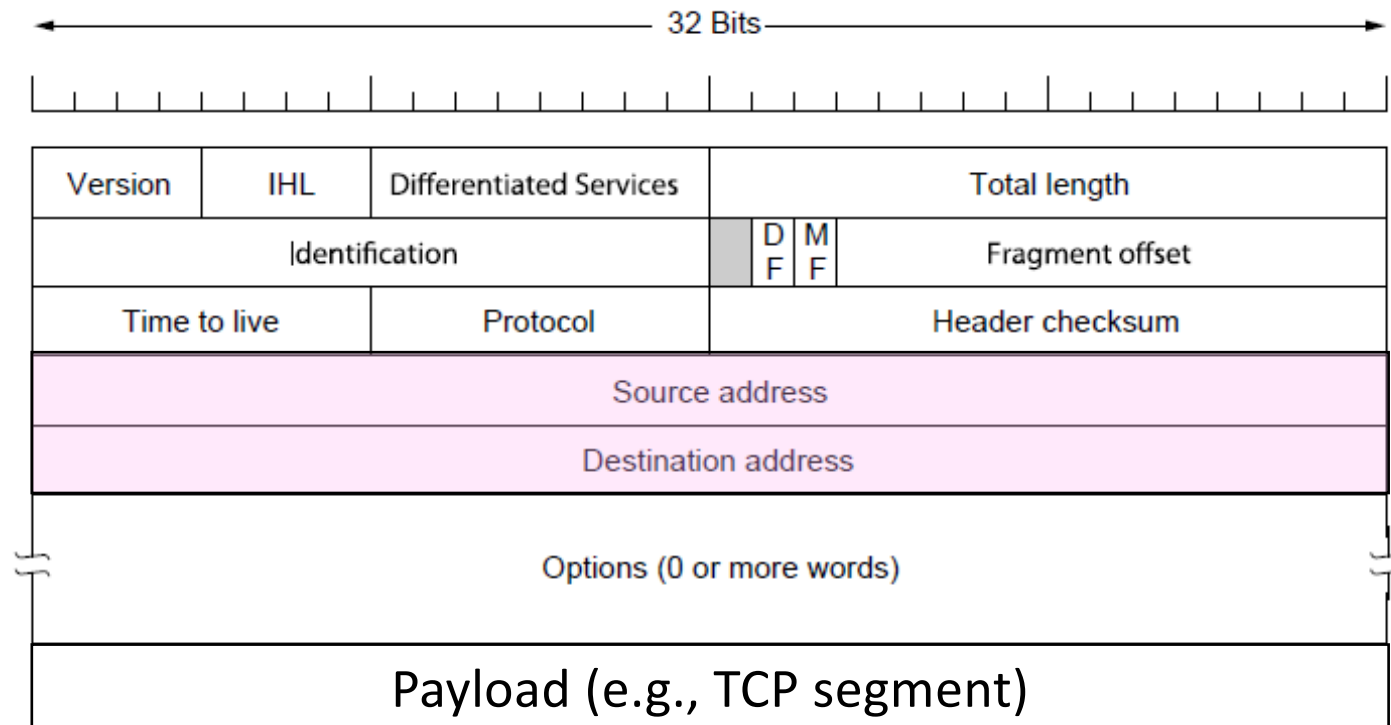 32 Bits
Version IHL Differentiated Services Total length
Identification D F M F Fragment offset
Time to live Protocol Header checksum
Source address
Destination address
Options (0 or more words)
Payload (e.g., TCP segment)